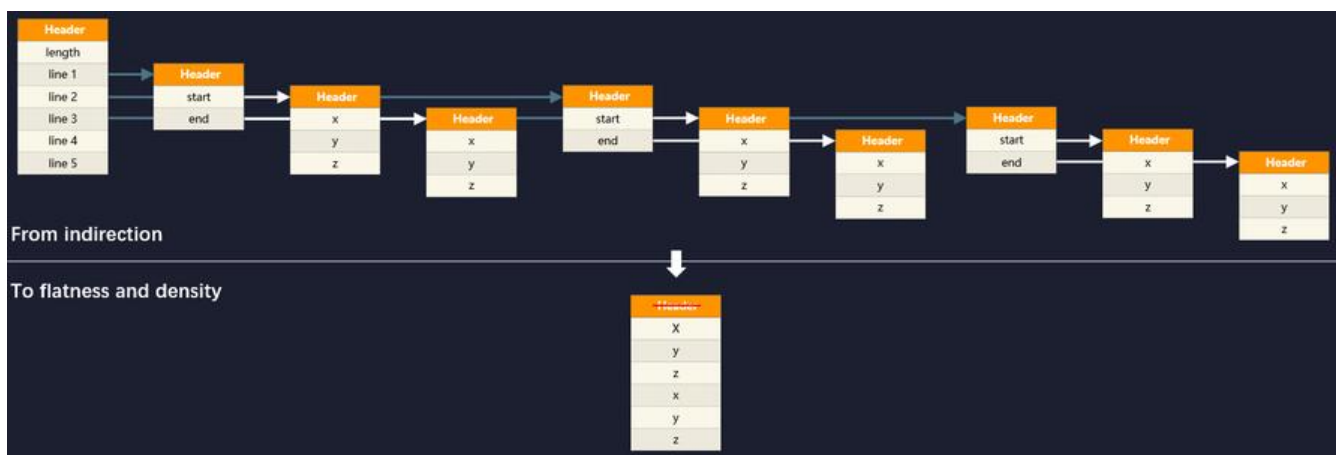 Header
length
line 1
line 2
line 3
line 4
line 5
Header
start
end
Header
x
y
z
Header
x
y
z
Header
start
end
Header
x
y
z
Header
x
y
z
Header
start
end
Header
x
y
z
Header
x
y
z
From indirection
To flatness and density
Header
X
y
z
x
y
z